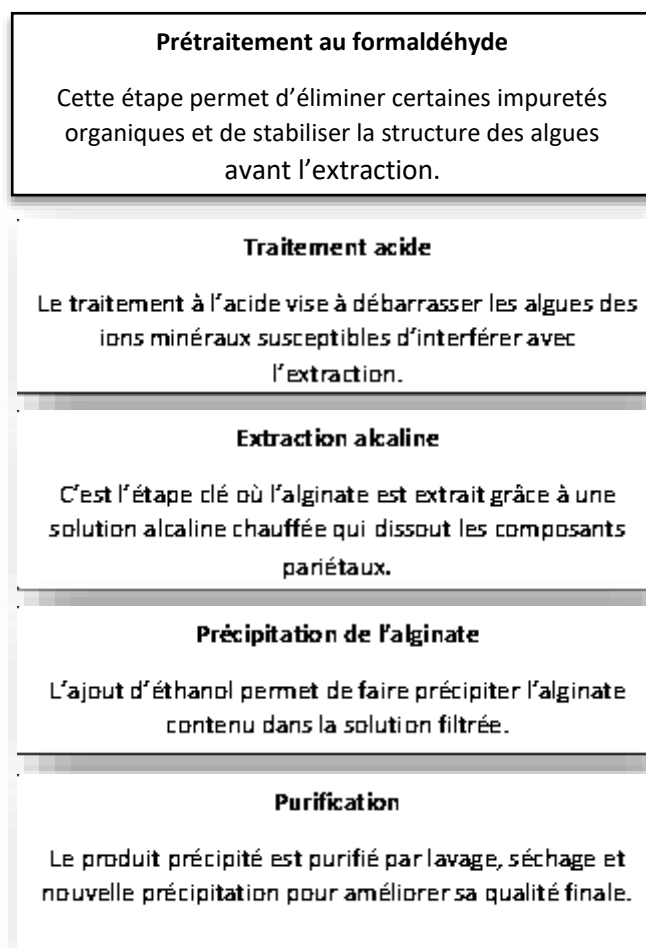 Prétraitement au formaldéhyde
Cette étape permet d’éliminer certaines impuretés
organiques et de stabiliser la structure des algues
avant l’extraction.
Traitement acide
Le traitement à l’acide vise à débarrasser les algues des
ions minéraux susceptibles d’interférer avec
l’extraction.
Extraction alcaline
C’est l’étape clé où l’alginate est extrait grâce à une
solution alcaline chauffée qui dissout les composants
pariétaux.
Précipitation de l’alginate
L’ajout d’éthanol permet de faire précipiter l’alginate
contenu dans la solution filtrée.
Purification
Le produit précipité est purifié par lavage, séchage et
nouvelle précipitation pour améliorer sa qualité finale.